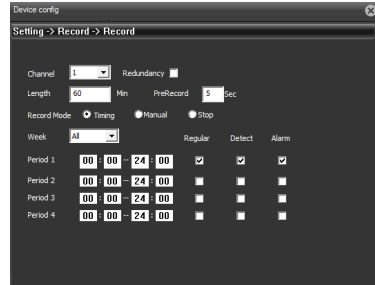 Device config
Setting -> Record -> Record
Channel 1 Redundancy
Length 60 Min PreRecord 5 Sec
Record Mode Timing Manual Stop
Week All Regular Detect Alarm
Period 1 00 : 00 -- 24 : 00
Period 2 00 : 00 -- 24 : 00
Period 3 00 : 00 -- 24 : 00
Period 4 00 : 00 -- 24 : 00